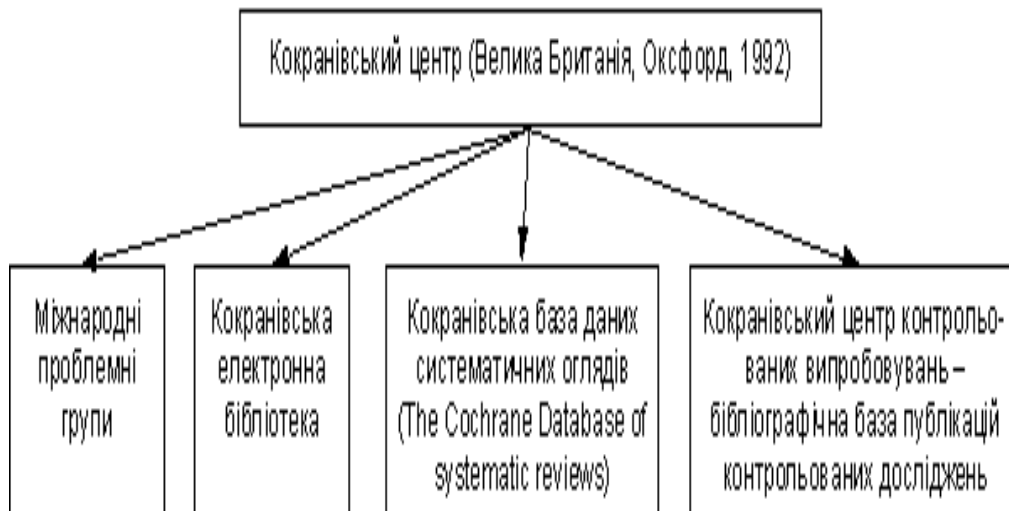 Кокранівський центр (Велика Британія, Оксфорд, 1992)
Міжнародні
проблемні
групи
Кокранівська
електронна
бібліотека
Кокранівська база даних
систематичних оглядів
(The Cochrane Database of
systematic reviews)
Кокранівський центр контрольо-
ваних випробовувань –
бібліографічна база публікацій
контрольованих досліджень